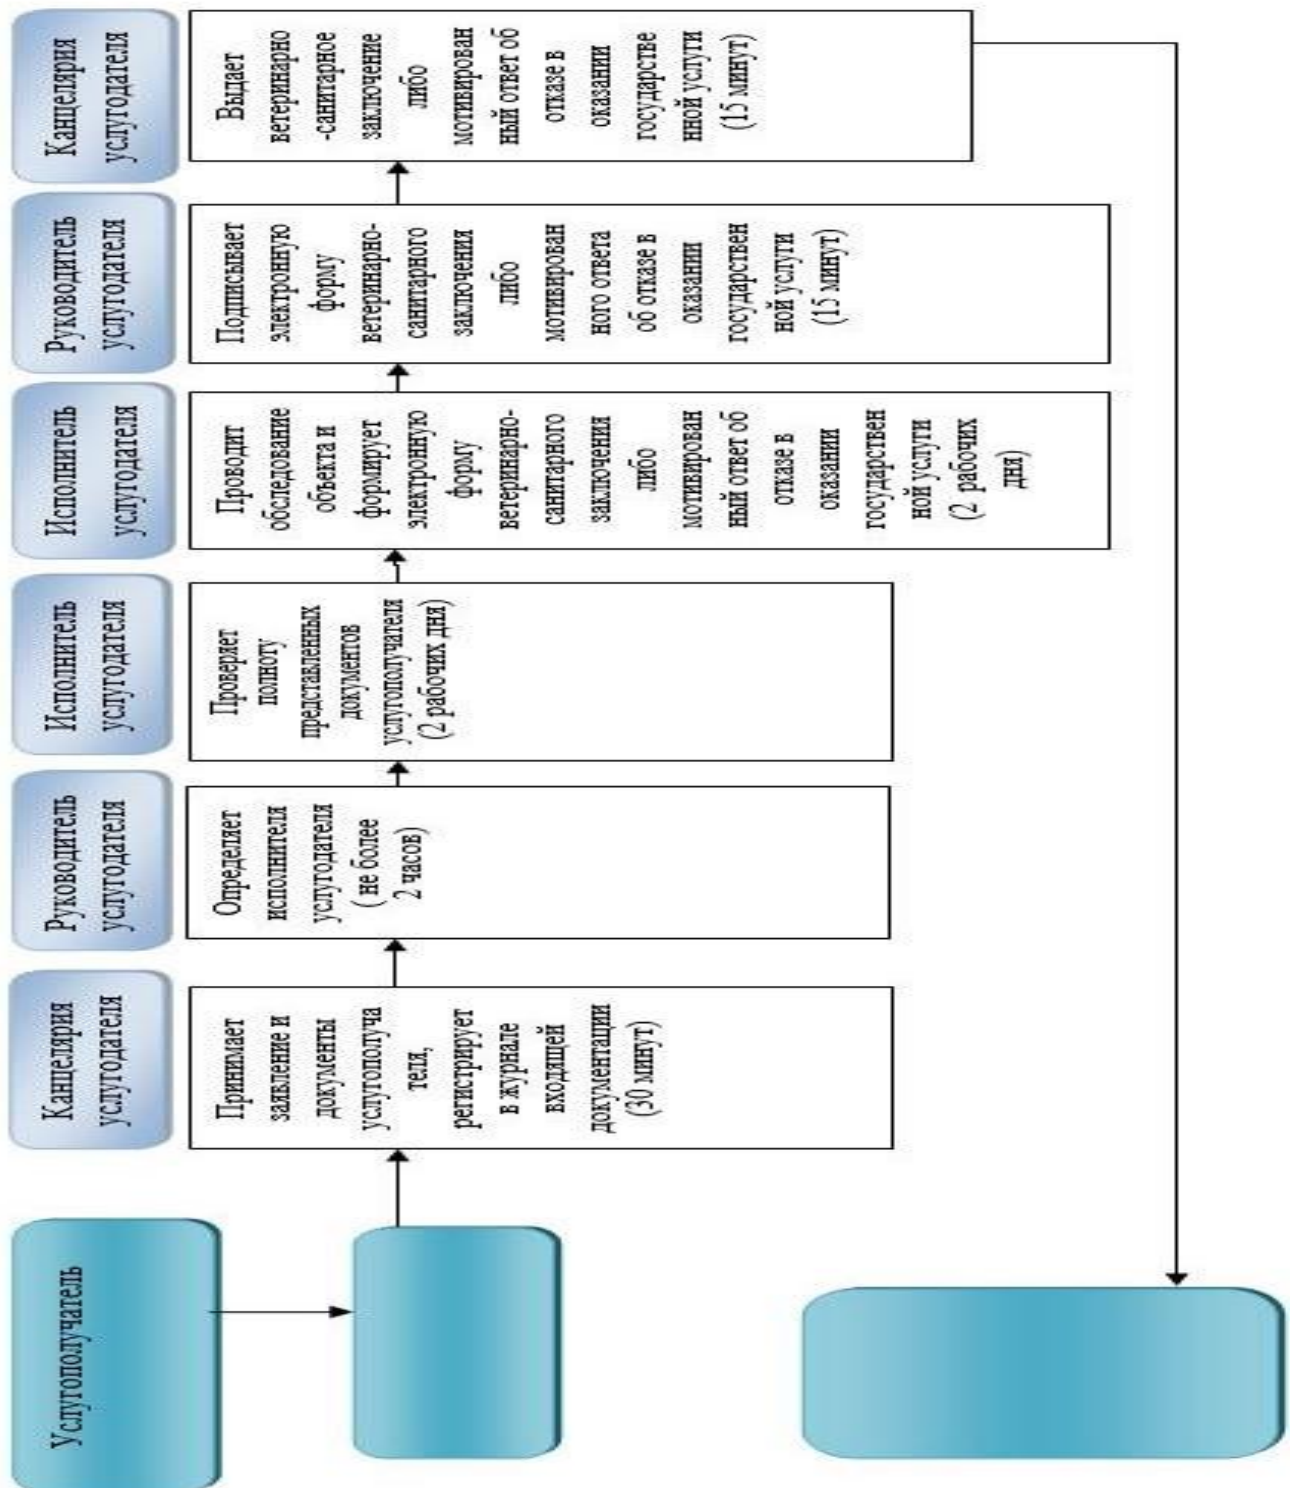 Услугополучатель
Канцелярия
услугодателя
Принимает
заявление и
документы
услугополуча
теля,
регистрирует
в журнале
входящей
документации
(30 минут)
Руководитель
услугодателя
Определяет
исполнителя
услугодателя
( не более
2 часов)
Исполнитель
услугодателя
Проверяет
полноту
представленных
документов
услугополучателя
(2 рабочих дня)
Исполнитель
услугодателя
Проводит
обследование
объекта и
формирует
электронную
форму
ветеринарно-
санитарного
заключения
либо
мотивирован
ный ответ об
отказе в
оказании
государствен
ной услуги
(2 рабочих
дня)
Руководитель
услугодателя
Подписывает
электронную
форму
ветеринарно-
санитарного
заключения
либо
мотивирован
ного ответа
об отказе в
оказании
государствен
ной услуги
(15 минут)
Канцелярия
услугодателя
Выдает
ветеринарно
-санитарное
заключение
либо
мотивирован
ный ответ об
отказе в
оказании
государстве
нной услуги
(15 минут)